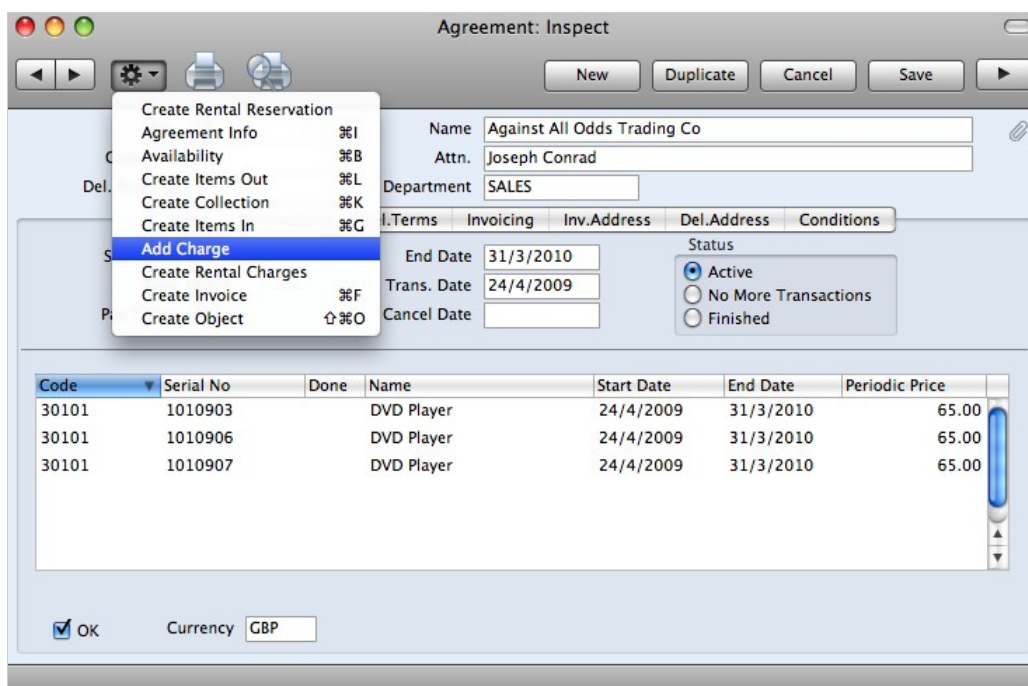 Agreement: Inspect
New Duplicate Cancel Save
Create Rental Reservation
Agreement Info ⌘I
Availability ⌘B
Create Items Out ⌘L
Create Collection ⌘K
Create Items In ⌘G
Add Charge
Create Rental Charges
Create Invoice ⌘F
Create Object ⇧⌘O
Name Against All Odds Trading Co
Attn. Joseph Conrad
Del. Department SALES
l.Terms Invoicing Inv.Address Del.Address Conditions
End Date 31/3/2010
Trans. Date 24/4/2009
Cancel Date
Status
Active
No More Transactions
Finished
Code Serial No Done Name Start Date End Date Periodic Price
30101 1010903 DVD Player 24/4/2009 31/3/2010 65.00
30101 1010906 DVD Player 24/4/2009 31/3/2010 65.00
30101 1010907 DVD Player 24/4/2009 31/3/2010 65.00
OK Currency GBP